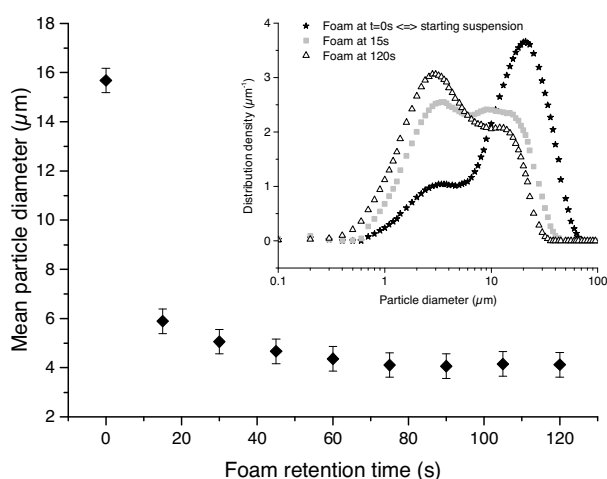 18
16
14
12
10
8
6
4
2
Mean particle diameter (µm)
0 20 40 60 80 100 120
Foam retention time (s)
Foam at t=0s <=> starting suspension
Foam at 15s
Foam at 120s
4
3
2
1
0
Distribution density (µm⁻¹)
0.1 1 10 100
Particle diameter (µm)